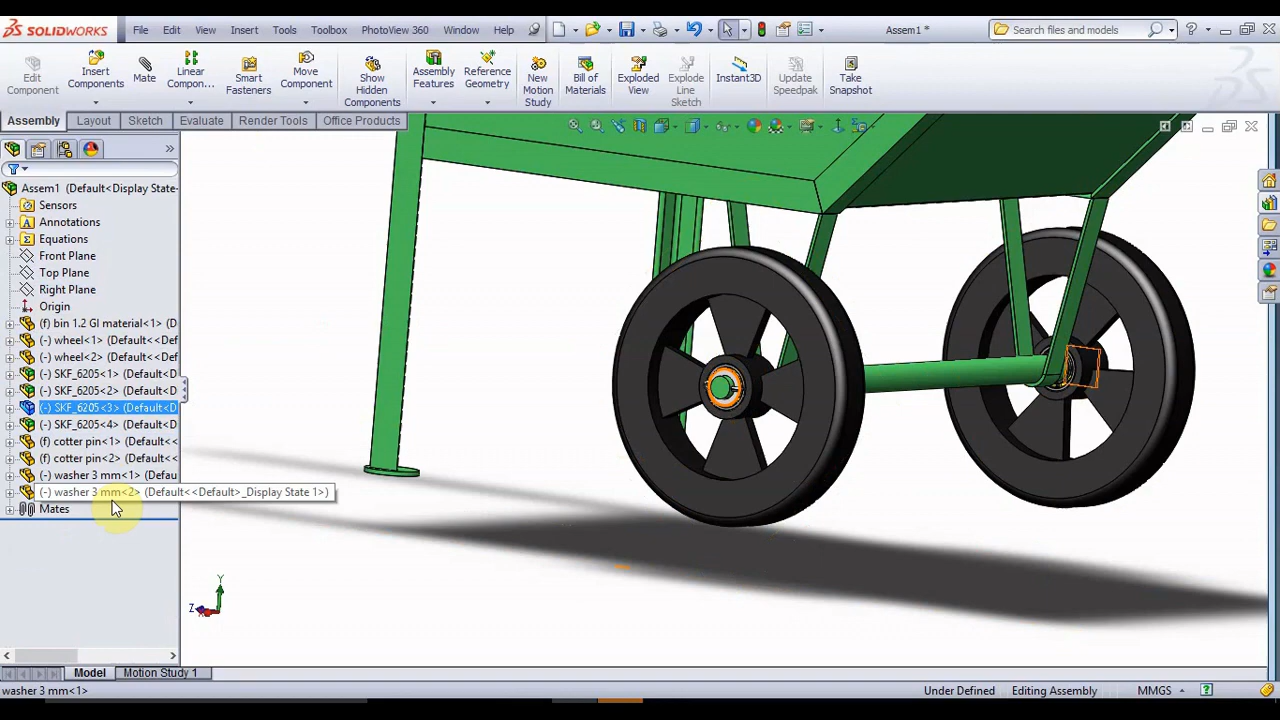 SOLIDWORKS
File Edit View Insert Tools Toolbox PhotoView 360 Window Help
Assem1 *
Search files and models
Edit Component
Insert Components
Mate
Linear Compon...
Smart Fasteners
Move Component
Show Hidden Components
Assembly Features
Reference Geometry
New Motion Study
Bill of Materials
Exploded View
Explode Line Sketch
Instant3D
Update Speedpak
Take Snapshot
Assembly Layout Sketch Evaluate Render Tools Office Products
Assem1 (Default<Display State-
Sensors
Annotations
Equations
Front Plane
Top Plane
Right Plane
Origin
(f) bin 1.2 GI material<1> (D
(-) wheel<1> (Default<<Def
(-) wheel<2> (Default<<Def
(-) SKF_6205<1> (Default<D
(-) SKF_6205<2> (Default<D
(-) SKF_6205<3> (Default<D
(-) SKF_6205<4> (Default<D
(f) cotter pin<1> (Default<<
(f) cotter pin<2> (Default<<
(-) washer 3 mm<1> (Defau
(-) washer 3 mm<2> (Default<<Default>_Display State 1>)
Mates
Y
Z
Model Motion Study 1
washer 3 mm<1>
Under Defined Editing Assembly MMGS